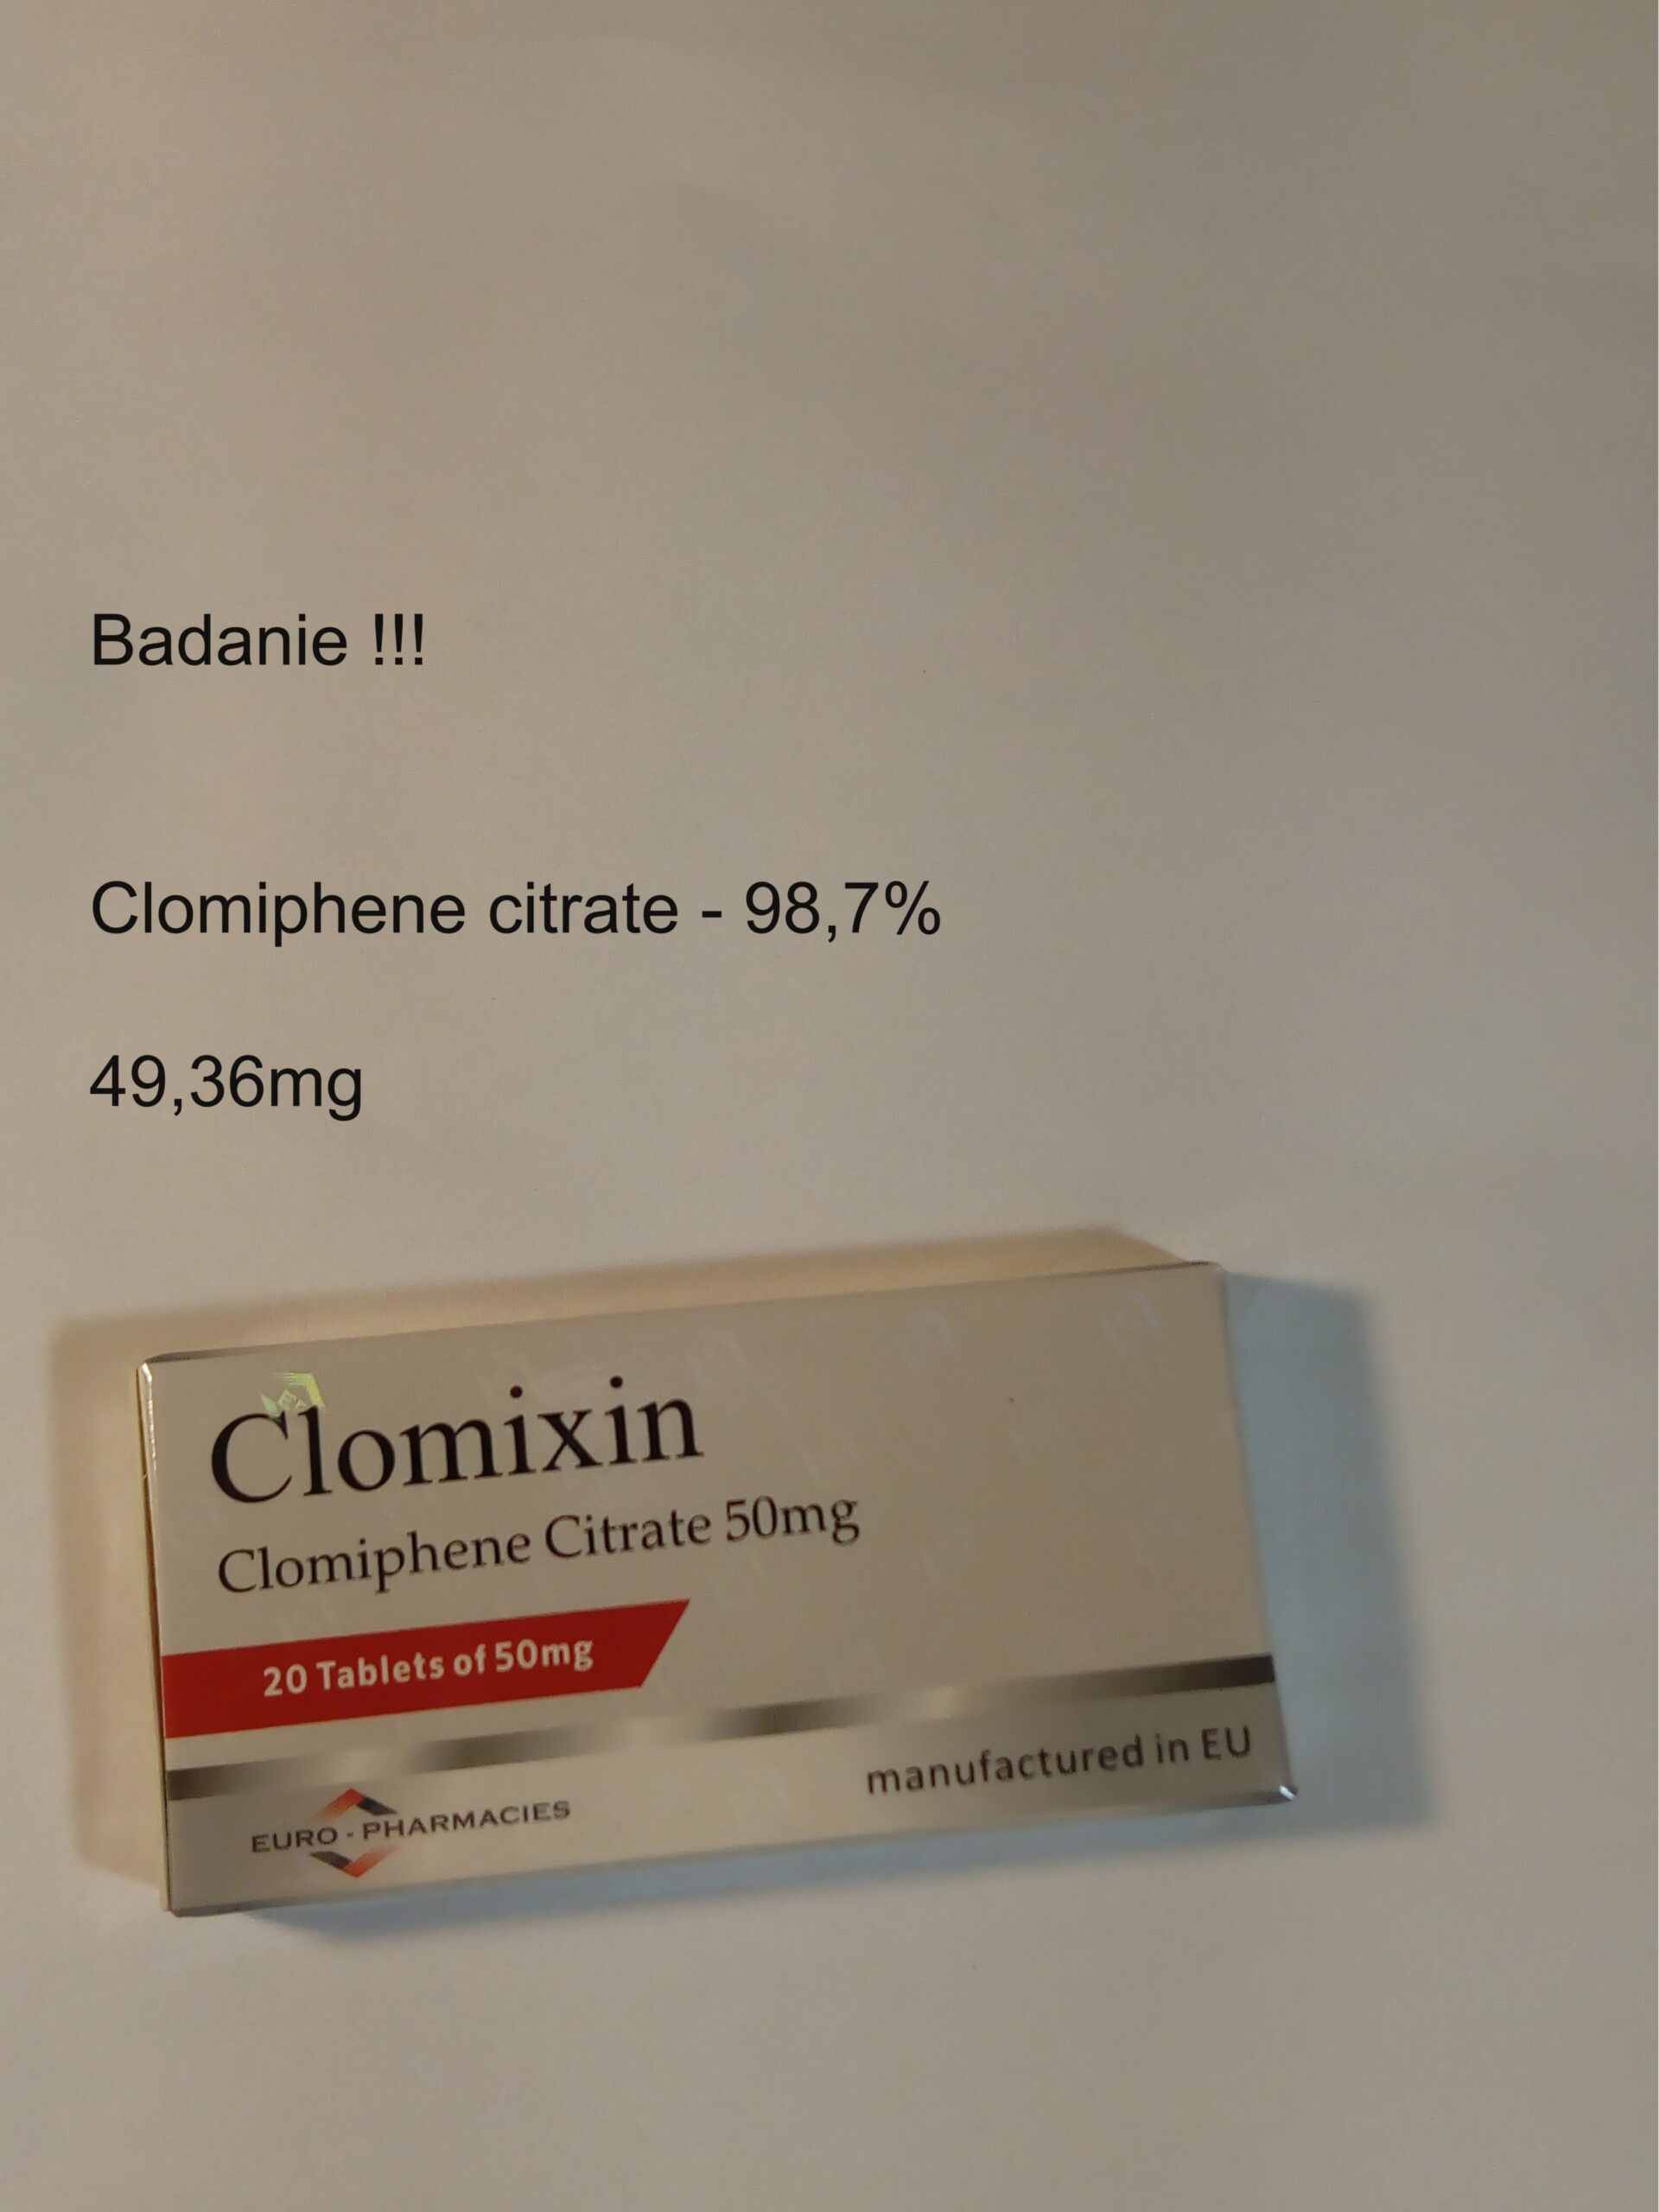 Badanie !!!
Clomiphene citrate - 98,7%
49,36mg
Clomixin
Clomiphene Citrate 50mg
20 Tablets of 50mg
manufactured in EU
EURO - PHARMACIES